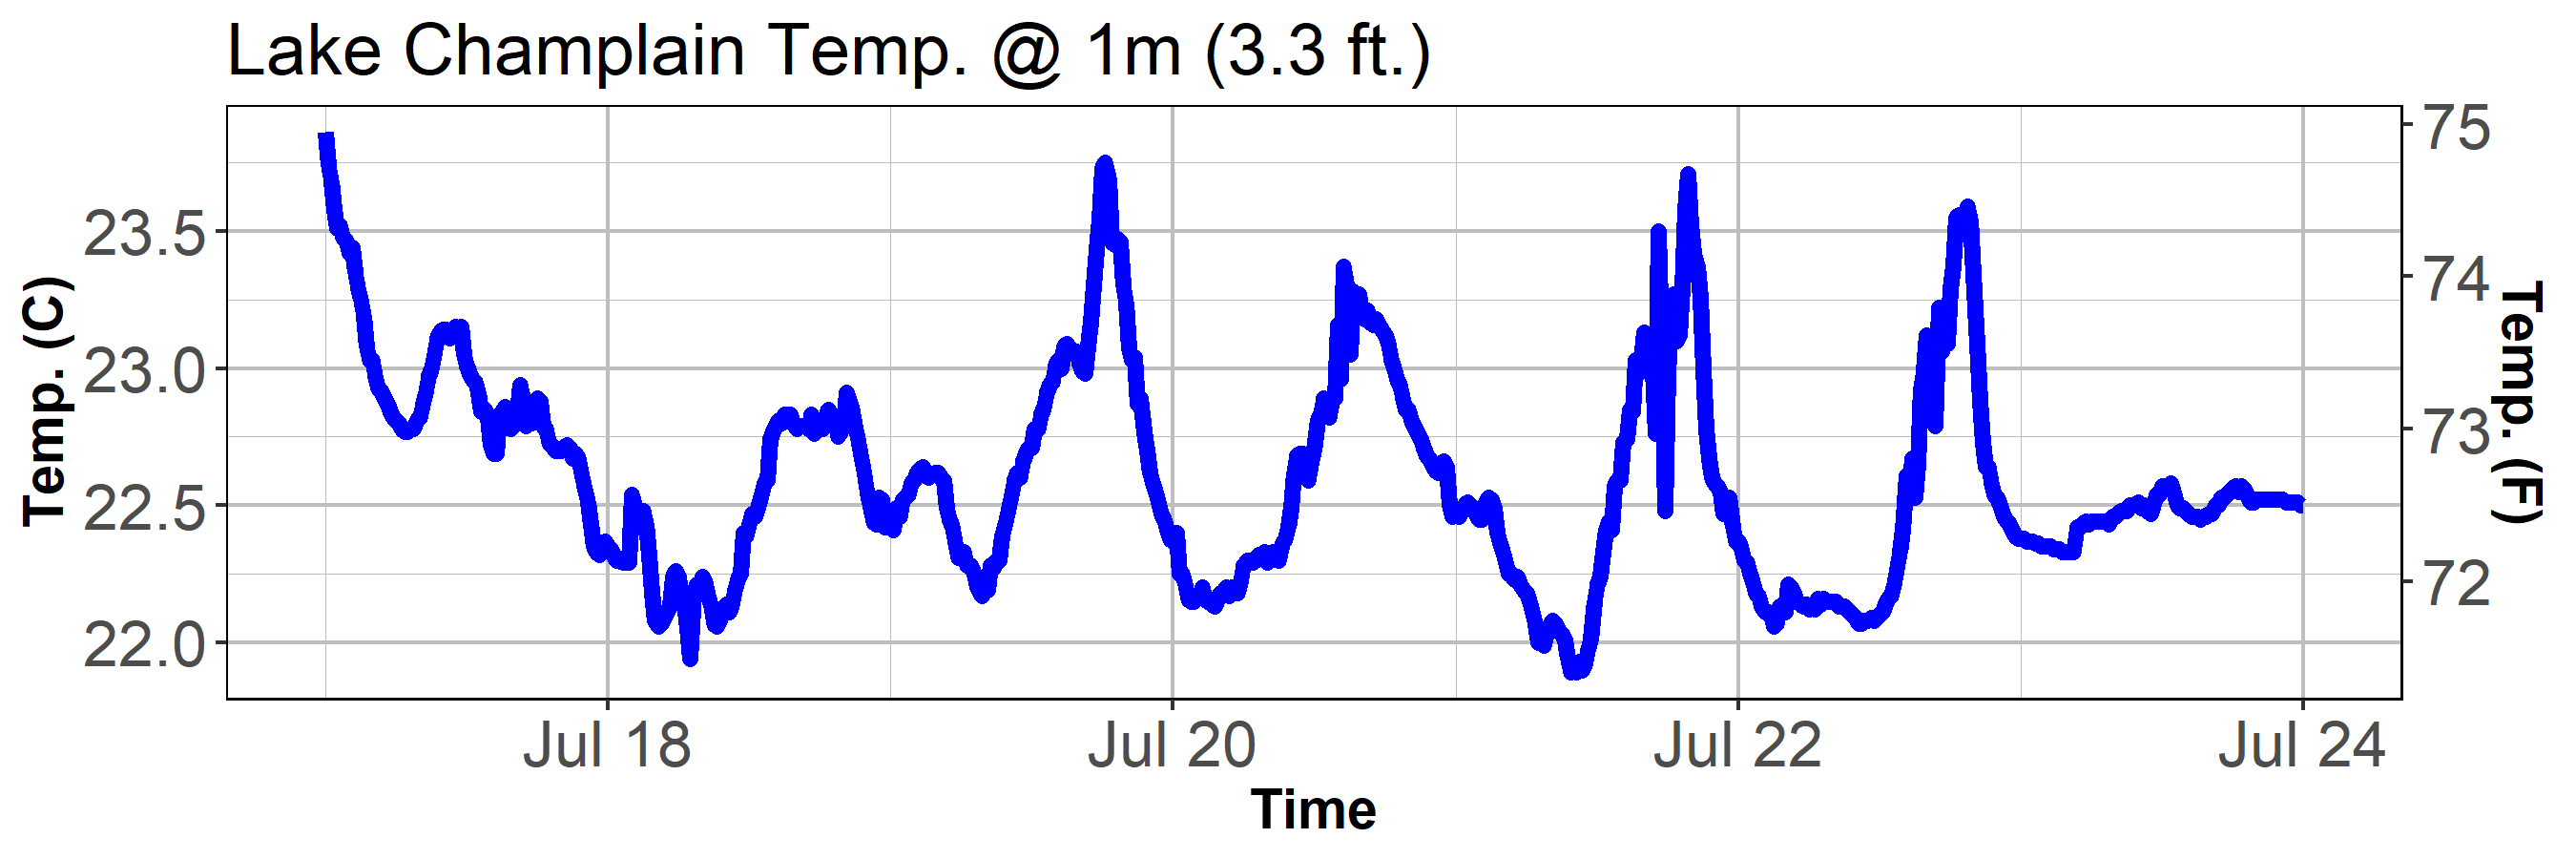 Lake Champlain Temp. @ 1m (3.3 ft.)
Temp. (C)
23.5
23.0
22.5
22.0
75
74
73
72
Temp. (F)
Jul 18 Jul 20 Jul 22 Jul 24
Time